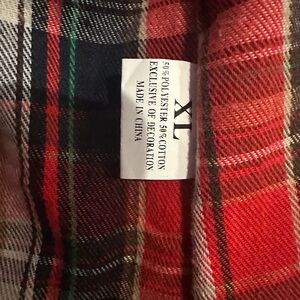 XL
50%POLYESTER 50%COTTON
EXCLUSIVE OF DECORATION
MADE IN CHINA